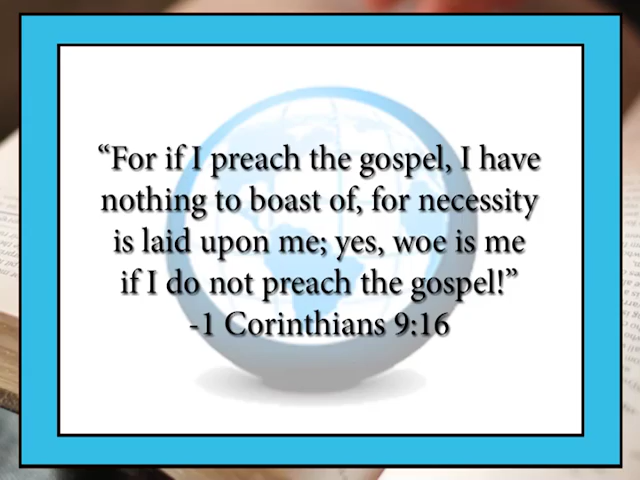 “For if I preach the gospel, I have
nothing to boast of, for necessity
is laid upon me; yes, woe is me
if I do not preach the gospel!”
-1 Corinthians 9:16